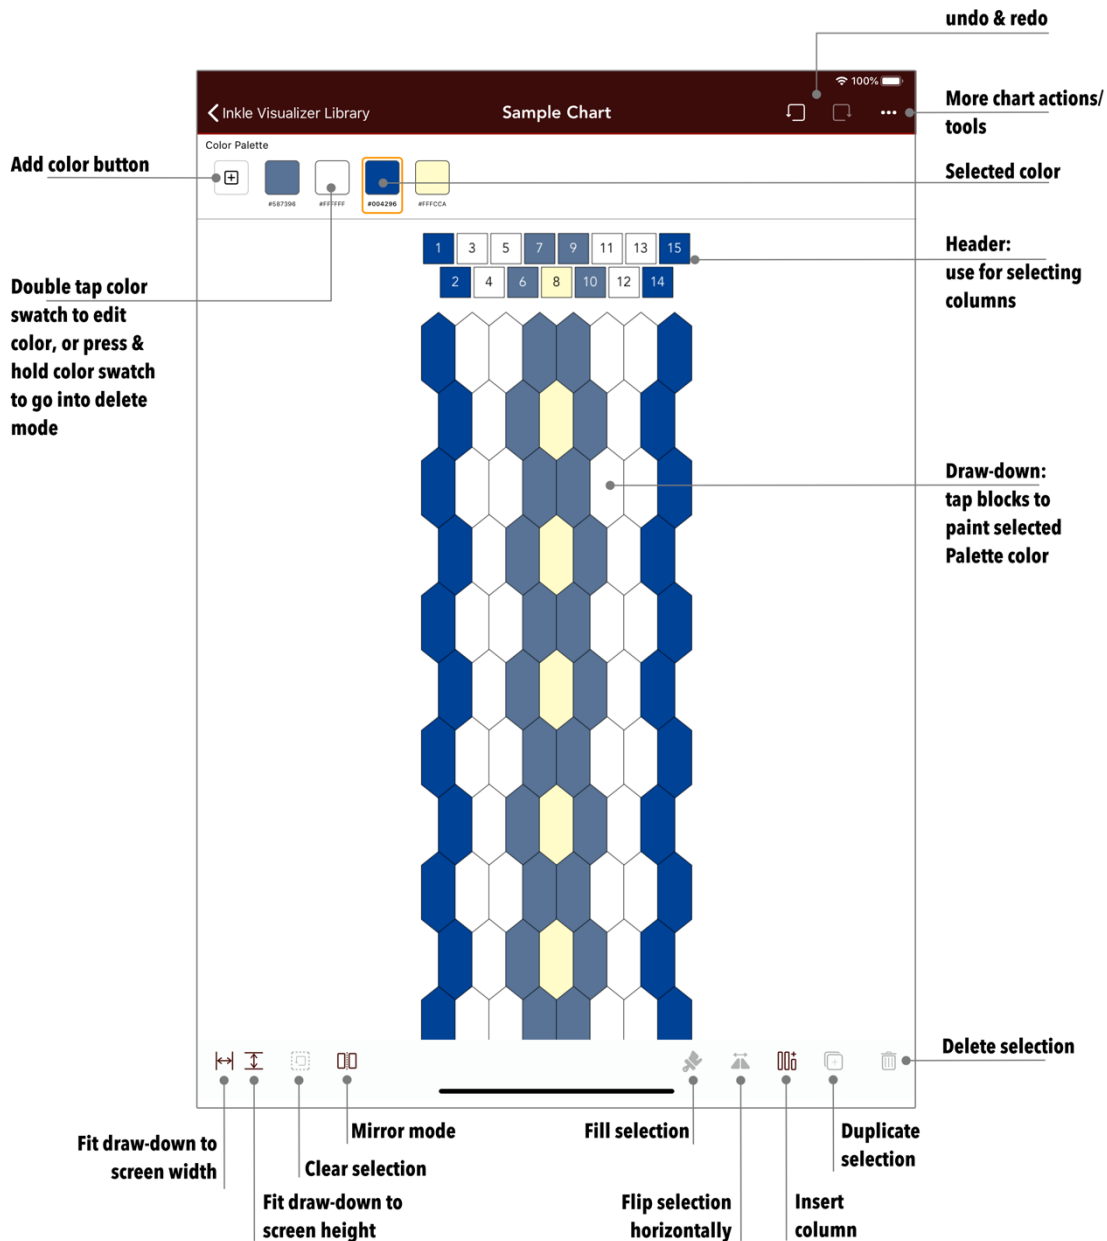 undo & redo
100%
Inkle Visualizer Library
Sample Chart
More chart actions/
tools
Color Palette
Add color button
Selected color
#587396
#FFFFFF
#004296
#FFFCCA
1 3 5 7 9 11 13 15
Header:
use for selecting
columns
2 4 6 8 10 12 14
Double tap color
swatch to edit
color, or press &
hold color swatch
to go into delete
mode
Draw-down:
tap blocks to
paint selected
Palette color
Delete selection
Fit draw-down to
screen width
Mirror mode
Clear selection
Fit draw-down to
screen height
Fill selection
Duplicate
selection
Flip selection
horizontally
Insert
column